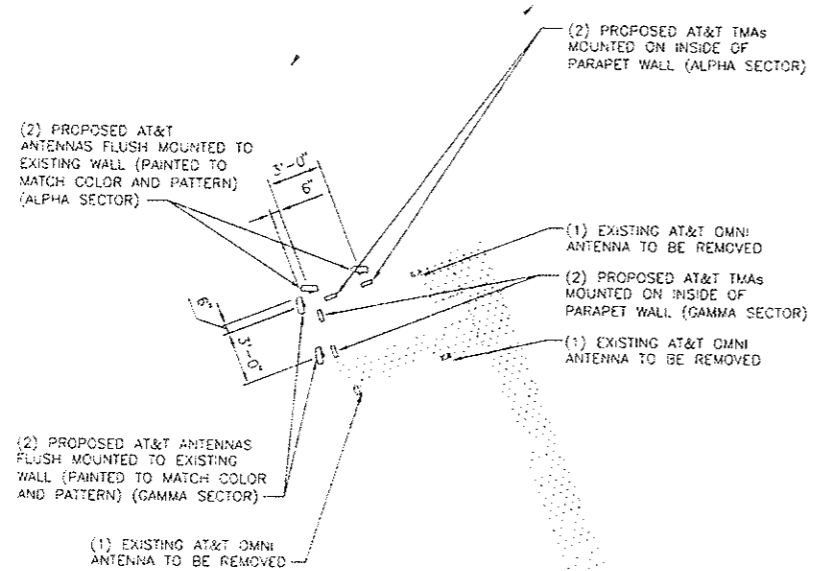 (2) PROPOSED AT&T TMAs
MOUNTED ON INSIDE OF
PARAPET WALL (ALPHA SECTOR)
(2) PROPOSED AT&T
ANTENNAS FLUSH MOUNTED TO
EXISTING WALL (PAINTED TO
MATCH COLOR AND PATTERN)
(ALPHA SECTOR)
3'-0"
6"
(1) EXISTING AT&T OMNI
ANTENNA TO BE REMOVED
(2) PROPOSED AT&T TMAs
MOUNTED ON INSIDE OF
PARAPET WALL (GAMMA SECTOR)
6"
3'-0"
(1) EXISTING AT&T OMNI
ANTENNA TO BE REMOVED
(2) PROPOSED AT&T ANTENNAS
FLUSH MOUNTED TO EXISTING
WALL (PAINTED TO MATCH COLOR
AND PATTERN) (GAMMA SECTOR)
(1) EXISTING AT&T OMNI
ANTENNA TO BE REMOVED